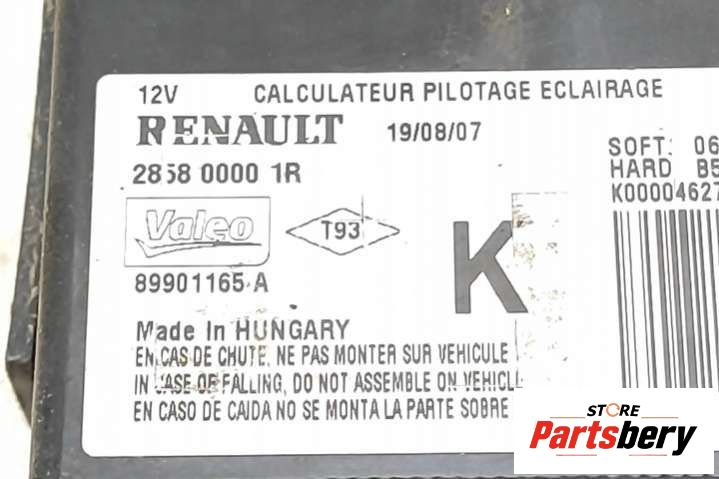 12V CALCULATEUR PILOTAGE ECLAIRAGE
RENAULT 19/08/07
SOFT: 06
HARD B5
K00004627
0000 1R
Valeo
T93
K
89901165 A
Made In HUNGARY
EN CAS DE CHUTE, NE PAS MONTER SUR VEHICULE
IN CASE OF FALLING, DO NOT ASSEMBLE ON
EN CASO DE CAIDA NO SE MONTA LA PARTE SOBRE
STORE
Partsbery